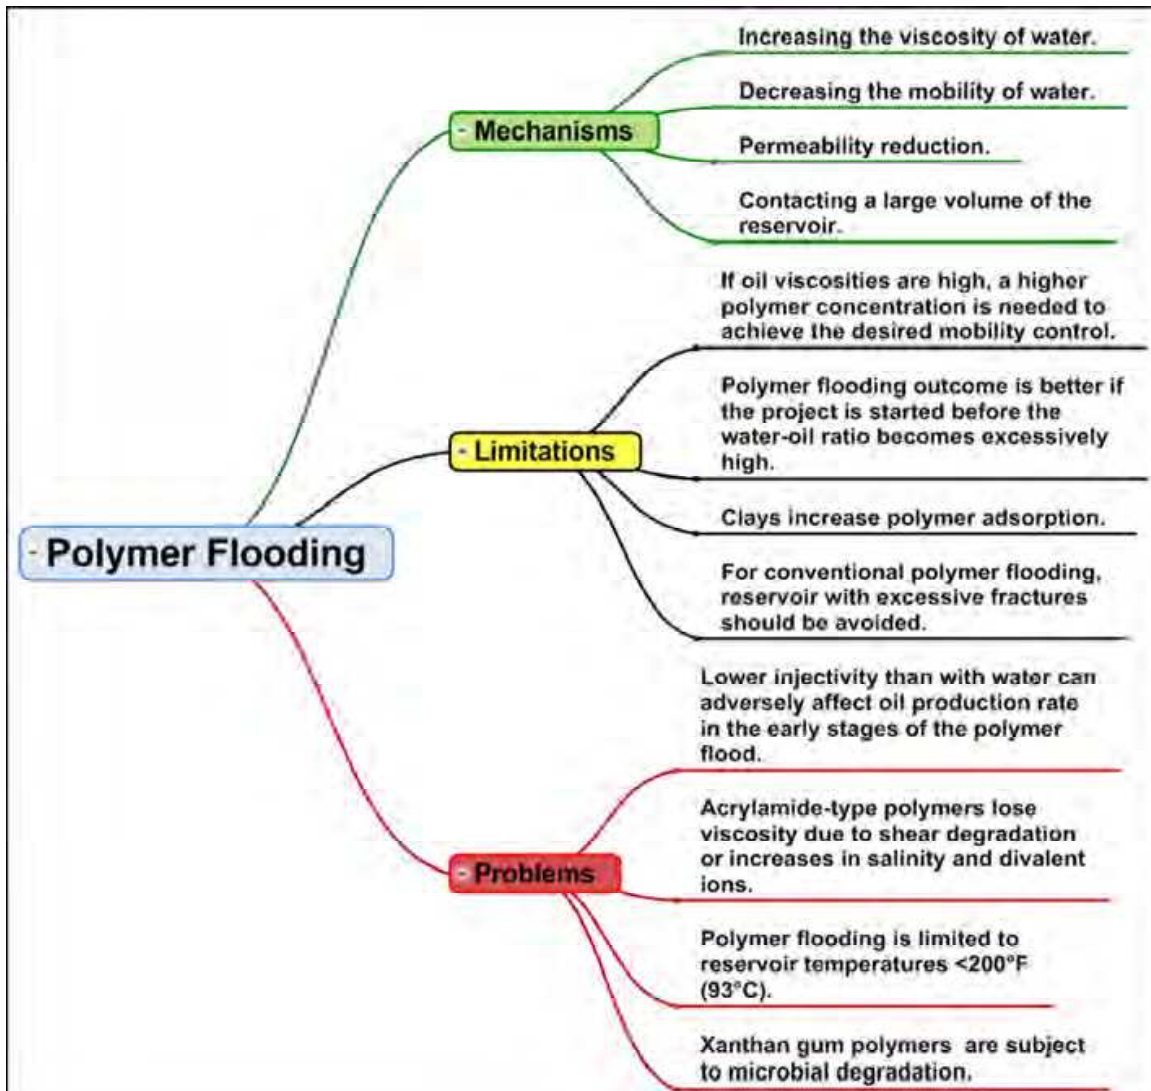 Polymer Flooding
Mechanisms
Increasing the viscosity of water.
Decreasing the mobility of water.
Permeability reduction.
Contacting a large volume of the
reservoir.
Limitations
If oil viscosities are high, a higher
polymer concentration is needed to
achieve the desired mobility control.
Polymer flooding outcome is better if
the project is started before the
water-oil ratio becomes excessively
high.
Clays increase polymer adsorption.
For conventional polymer flooding,
reservoir with excessive fractures
should be avoided.
Problems
Lower injectivity than with water can
adversely affect oil production rate
in the early stages of the polymer
flood.
Acrylamide-type polymers lose
viscosity due to shear degradation
or increases in salinity and divalent
ions.
Polymer flooding is limited to
reservoir temperatures <200°F
(93°C).
Xanthan gum polymers are subject
to microbial degradation.